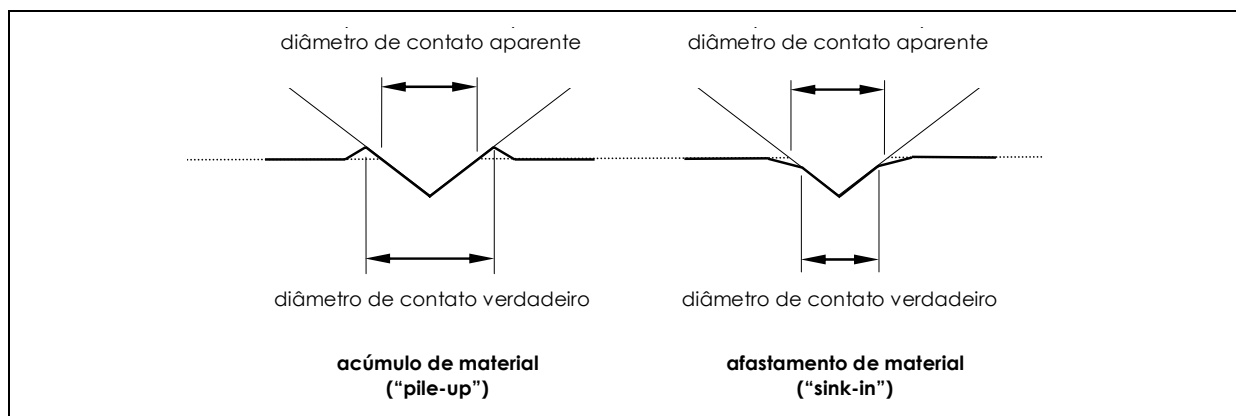 diâmetro de contato aparente
diâmetro de contato aparente
diâmetro de contato verdadeiro
diâmetro de contato verdadeiro
acúmulo de material
("pile-up")
afastamento de material
("sink-in")